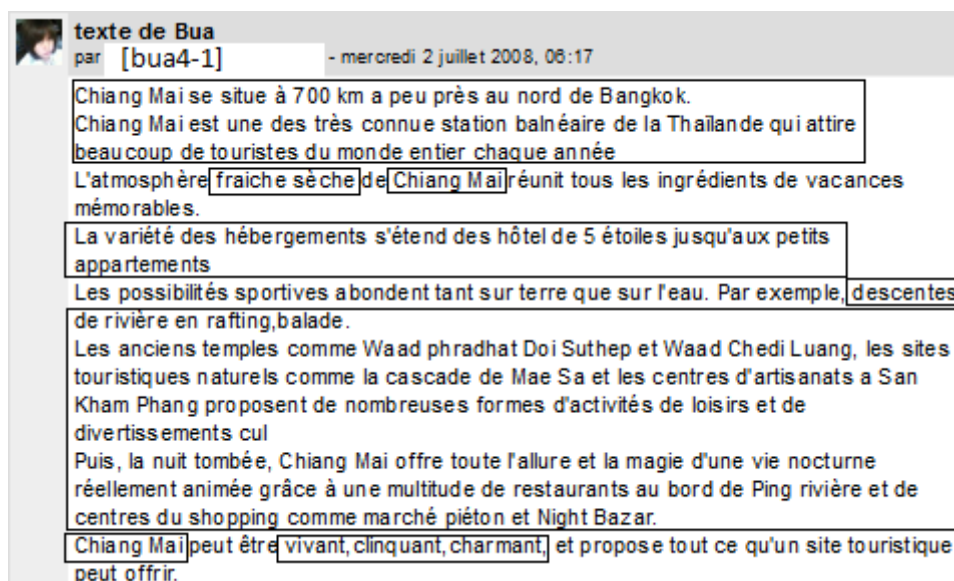 texte de Bua
par [bua4-1] - mercredi 2 juillet 2008, 06:17
Chiang Mai se situe à 700 km a peu près au nord de Bangkok.
Chiang Mai est une des très connue station balnéaire de la Thaïlande qui attire
beaucoup de touristes du monde entier chaque année
L'atmosphère fraiche sèche de Chiang Mai réunit tous les ingrédients de vacances
mémorables.
La variété des hébergements s'étend des hôtel de 5 étoiles jusqu'aux petits
appartements
Les possibilités sportives abondent tant sur terre que sur l'eau. Par exemple, descentes
de rivière en rafting,balade.
Les anciens temples comme Waad phradhat Doi Suthep et Waad Chedi Luang, les sites
touristiques naturels comme la cascade de Mae Sa et les centres d'artisanats a San
Kham Phang proposent de nombreuses formes d'activités de loisirs et de
divertissements cul
Puis, la nuit tombée, Chiang Mai offre toute l'allure et la magie d'une vie nocturne
réellement animée grâce à une multitude de restaurants au bord de Ping rivière et de
centres du shopping comme marché piéton et Night Bazar.
Chiang Mai peut être vivant,clinquant,charmant, et propose tout ce qu'un site touristique
peut offrir.